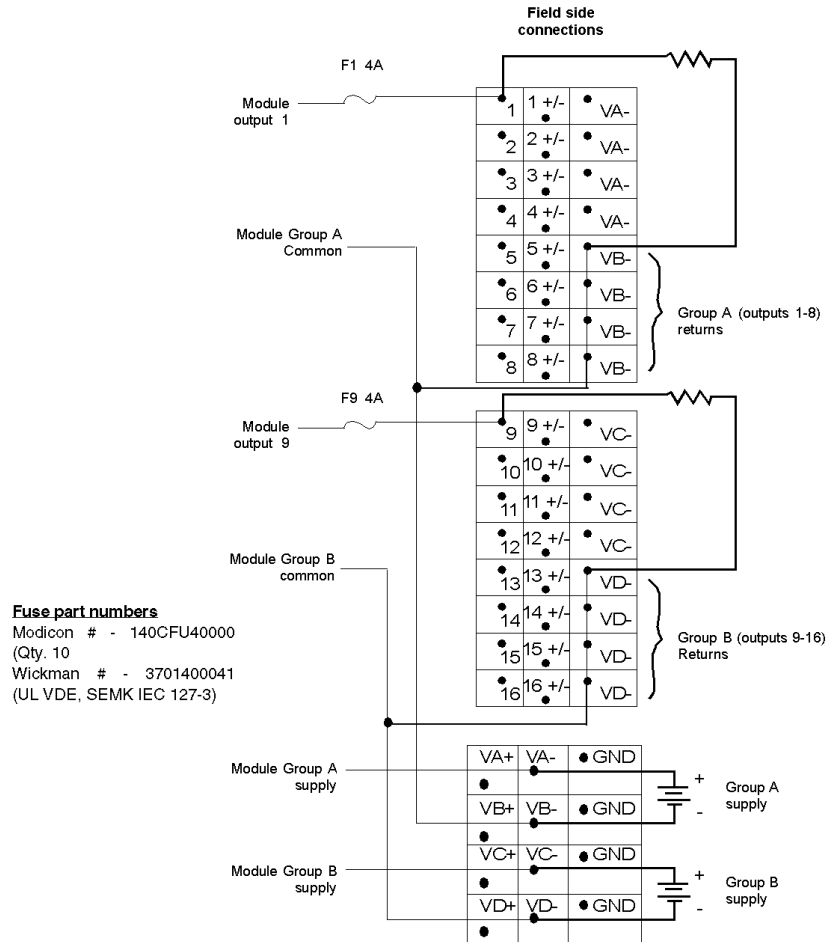 Field side
connections
F1 4A
Module
output 1
1 1 +/- VA-
2 2 +/- VA-
3 3 +/- VA-
4 4 +/- VA-
Module Group A
Common
5 5 +/- VB-
6 6 +/- VB-
7 7 +/- VB-
8 8 +/- VB-
Group A (outputs 1-8)
returns
F9 4A
Module
output 9
9 9 +/- VC-
10 10 +/- VC-
11 11 +/- VC-
12 12 +/- VC-
Module Group B
common
13 13 +/- VD-
14 14 +/- VD-
15 15 +/- VD-
16 16 +/- VD-
Group B (outputs 9-16)
Returns
Fuse part numbers
Modicon # - 140CFU40000
(Qty. 10
Wickman # - 3701400041
(UL VDE, SEMK IEC 127-3)
Module Group A
supply
VA+ VA- GND
VB+ VB- GND
+
-
Group A
supply
Module Group B
supply
VC+ VC- GND
VD+ VD- GND
+
-
Group B
supply